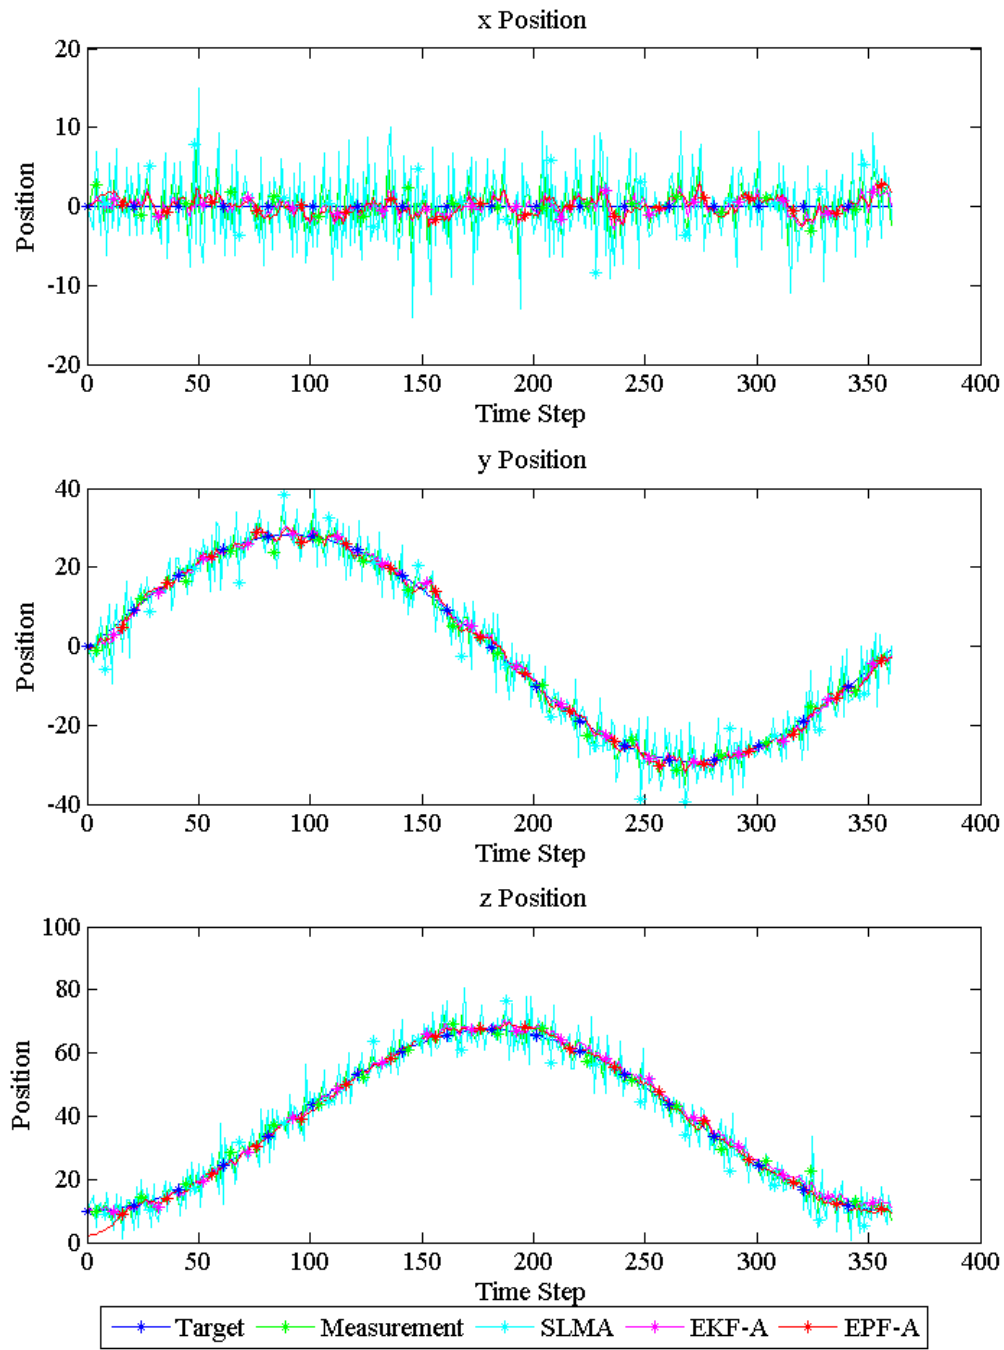 x Position
20
10
0
-10
-20
Position
0 50 100 150 200 250 300 350 400
Time Step
y Position
40
20
0
-20
-40
Position
0 50 100 150 200 250 300 350 400
Time Step
z Position
100
80
60
40
20
0
Position
0 50 100 150 200 250 300 350 400
Time Step
Target Measurement SLMA EKF-A EPF-A